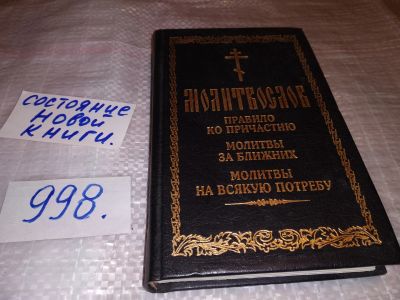 состояние
новой
книги.
998.
МОЛИТВОСЛОВ
ПРАВИЛО
КО ПРИЧАСТИЮ
МОЛИТВЫ
ЗА БЛИЖНИХ
МОЛИТВЫ
НА ВСЯКУЮ ПОТРЕБУ